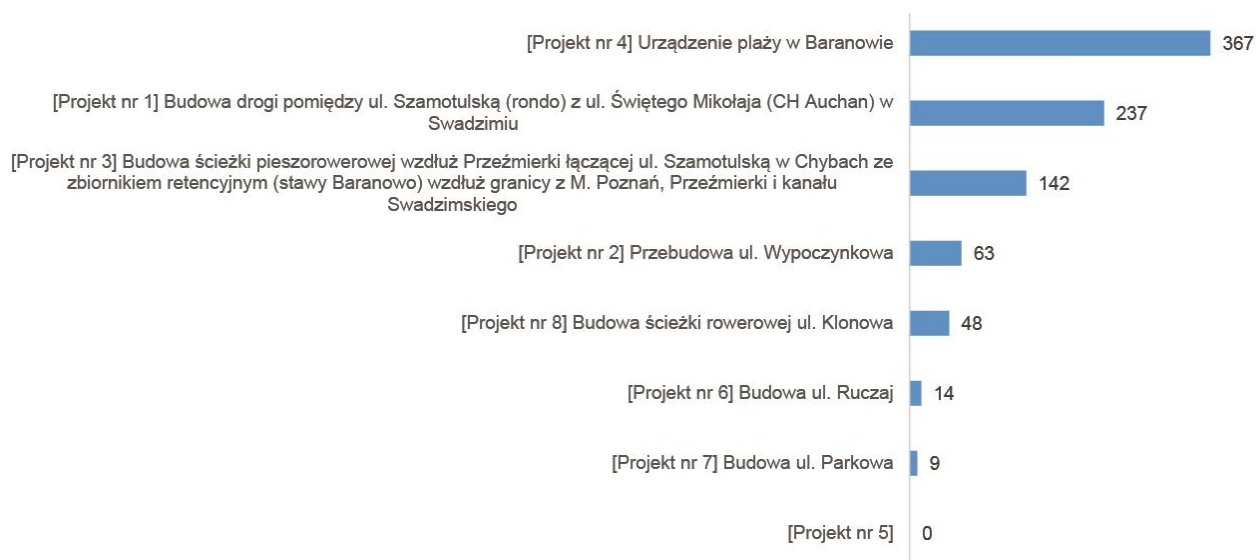 [Projekt nr 4] Urządzenie plaży w Baranowie 367
[Projekt nr 1] Budowa drogi pomiędzy ul. Szamotulską (rondo) z ul. Świętego Mikołaja (CH Auchan) w
Swadzimiu 237
[Projekt nr 3] Budowa ścieżki pieszorowerowej wzdłuż Przeźmierki łączącej ul. Szamotulską w Chybach ze
zbiornikiem retencyjnym (stawy Baranowo) wzdłuż granicy z M. Poznań, Przeźmierki i kanału
Swadzimskiego 142
[Projekt nr 2] Przebudowa ul. Wypoczynkowa 63
[Projekt nr 8] Budowa ścieżki rowerowej ul. Klonowa 48
[Projekt nr 6] Budowa ul. Ruczaj 14
[Projekt nr 7] Budowa ul. Parkowa 9
[Projekt nr 5] 0